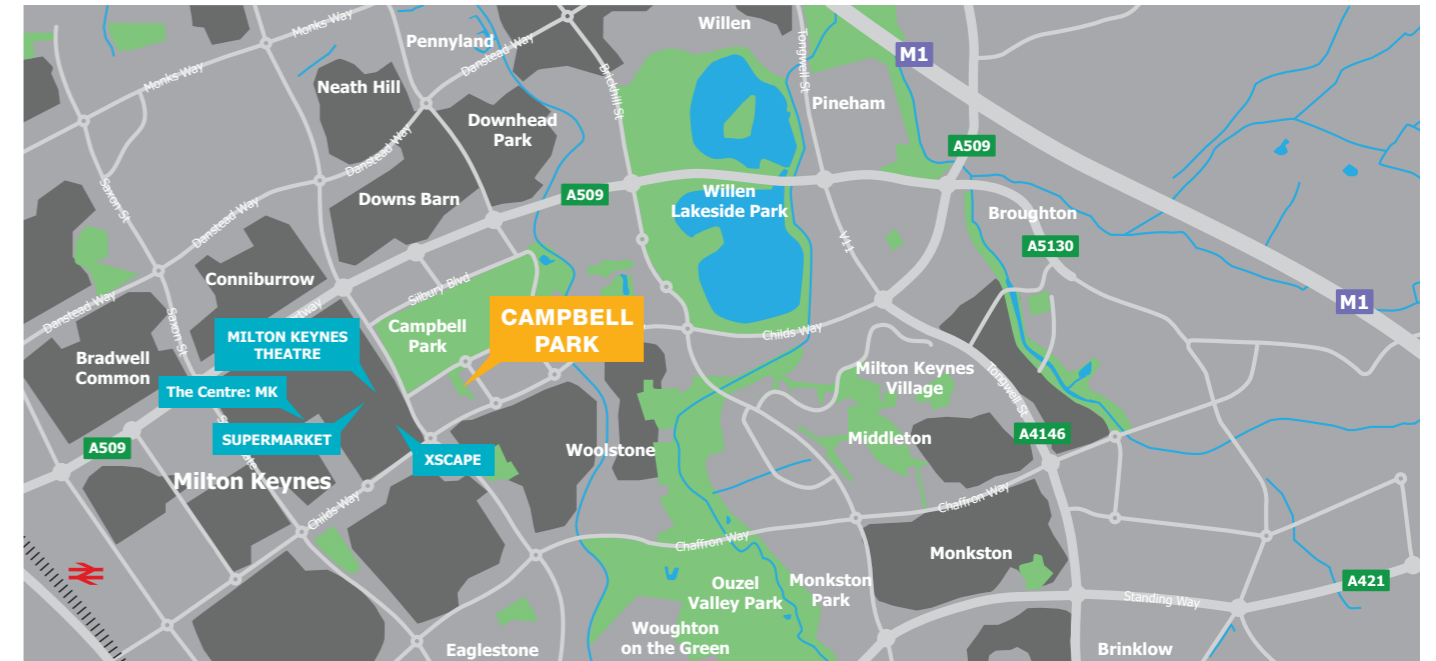 Monks Way
Willen
Pennyland
Danstead Way
Tongwell St
M1
Monks Way
Neath Hill
Brickhill St
Pineham
Downhead
Park
A509
Danstead Way
Saxon St
Downs Barn
A509
Willen
Lakeside Park
Broughton
Danstead Way
V11
A5130
Conniburrow
Silbury Blvd
M1
Danstead Way
Saxon St
CAMPBELL
PARK
Campbell
Park
Childs Way
MILTON KEYNES
THEATRE
Bradwell
Common
Milton Keynes
Village
Tongwell St
The Centre: MK
SUPERMARKET
Middleton
A4146
A509
Woolstone
XSCAPE
Milton Keynes
Childs Way
Chaffron Way
Chaffron Way
Monkston
Ouzel
Valley Park
Monkston
Park
A421
Standing Way
Woughton
on the Green
Eaglestone
Brinklow